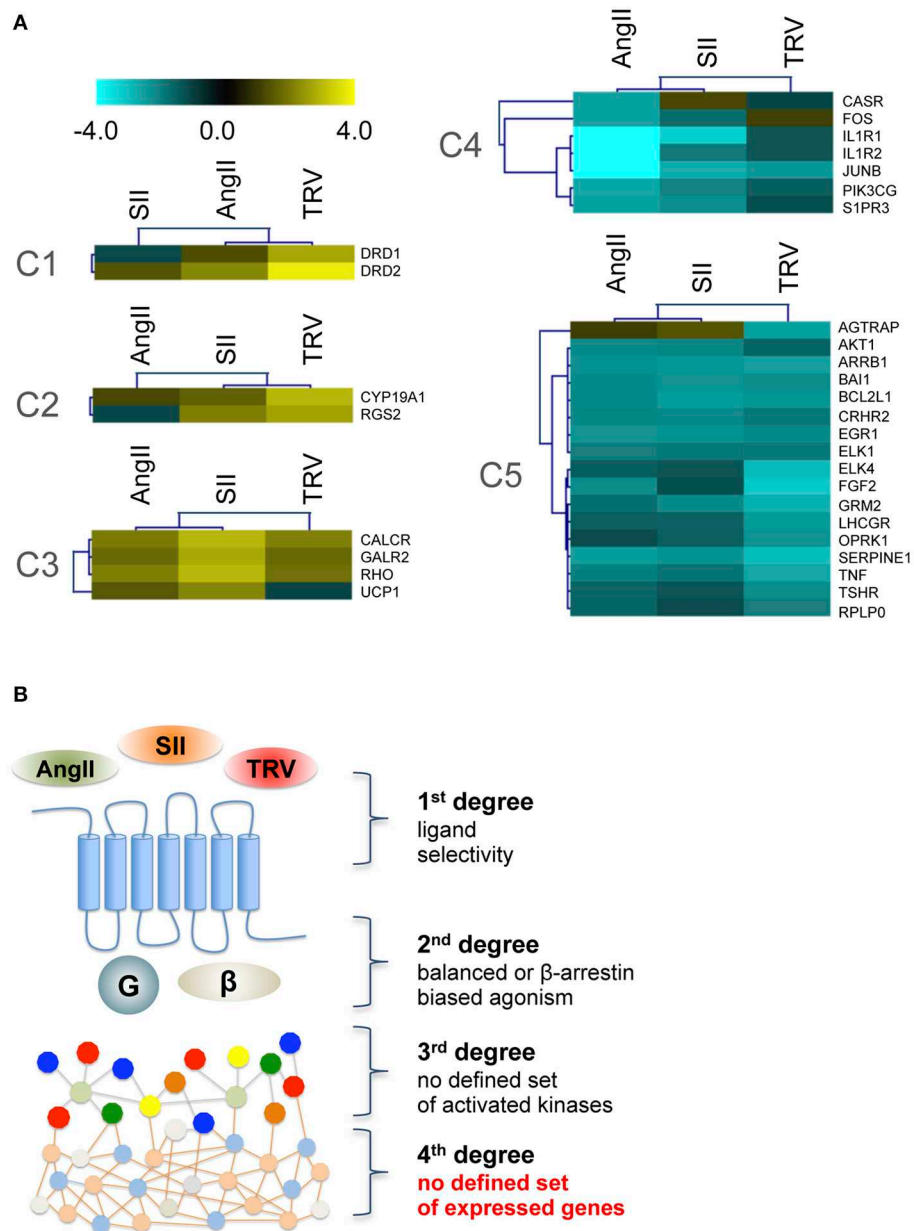 A
-4.0 0.0 4.0
C1
SII AngII TRV
DRD1
DRD2
C2
AngII SII TRV
CYP19A1
RGS2
C3
AngII SII TRV
CALCR
GALR2
RHO
UCP1
C4
AngII SII TRV
CASR
FOS
IL1R1
IL1R2
JUNB
PIK3CG
S1PR3
C5
AngII SII TRV
AGTRAP
AKT1
ARRB1
BAI1
BCL2L1
CRHR2
EGR1
ELK1
ELK4
FGF2
GRM2
LHCGR
OPRK1
SERPINE1
TNF
TSHR
RPLP0
B
AngII SII TRV
1st degree
ligand
selectivity
G β
2nd degree
balanced or β-arrestin
biased agonism
3rd degree
no defined set
of activated kinases
4th degree
no defined set
of expressed genes